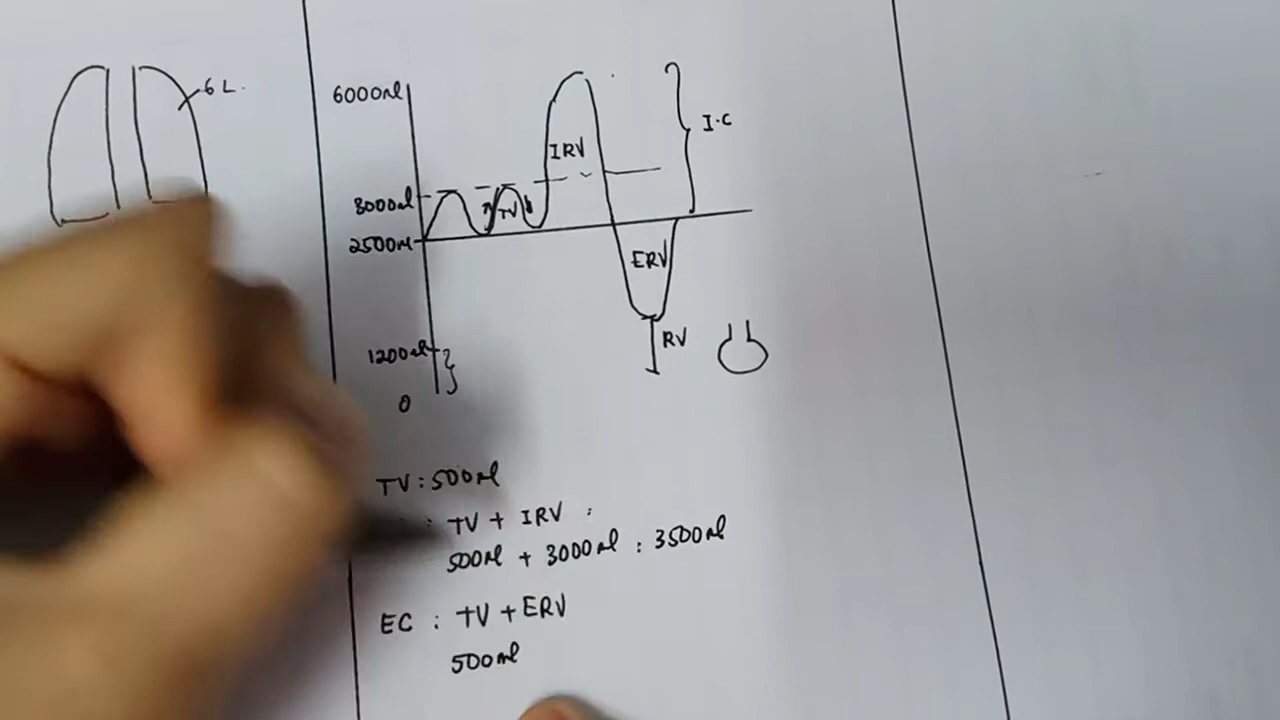 6 L.
6000ml
I.C
IRV
3000ml
TV
2500ml
ERV
RV
1200ml
0
TV : 500ml
: TV + IRV :
500ml + 3000ml : 3500ml
EC : TV + ERV
500ml